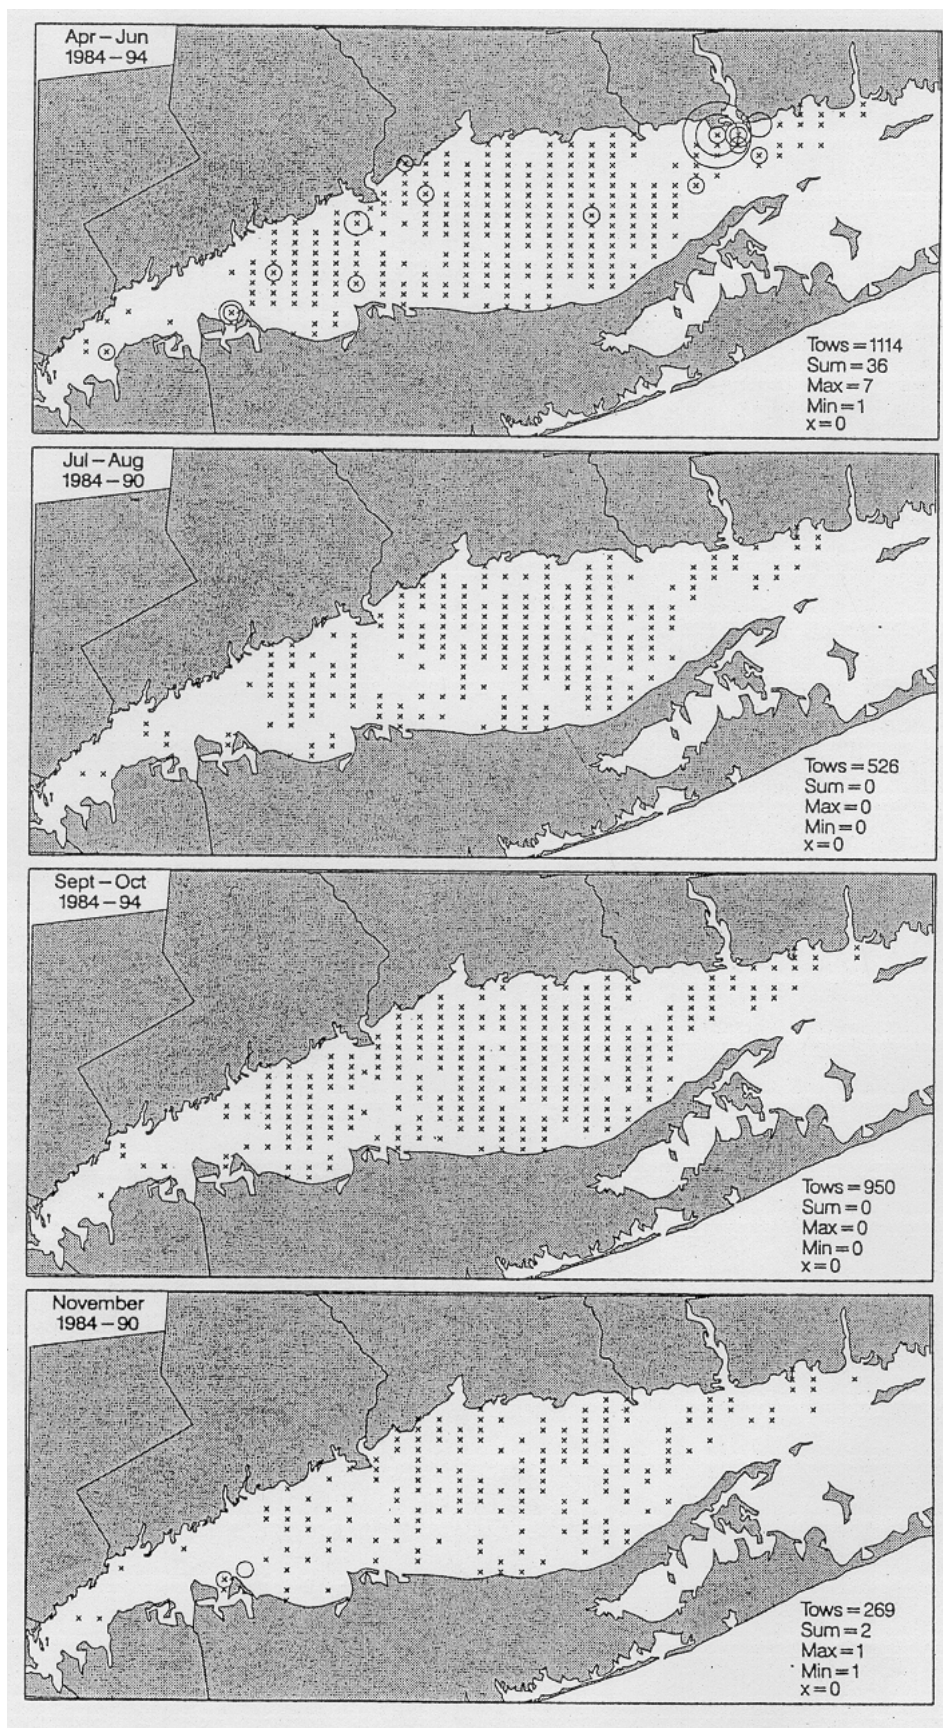 Apr-Jun
1984-94
Tows=1114
Sum=36
Max=7
Min=1
x=0
Jul-Aug
1984-90
Tows=526
Sum=0
Max=0
Min=0
x=0
Sept-Oct
1984-94
Tows=950
Sum=0
Max=0
Min=0
x=0
November
1984-90
Tows=269
Sum=2
Max=1
Min=1
x=0